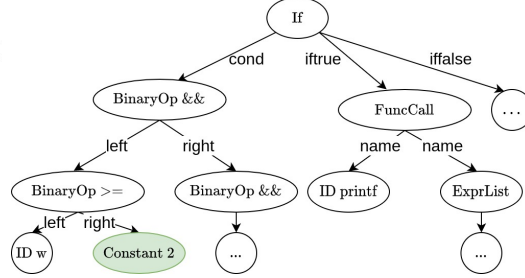 If
cond iftrue iffalse
BinaryOp && FuncCall ...
left right name name
BinaryOp >= BinaryOp && ID printf ExprList
left right
ID w Constant 2 ... ...